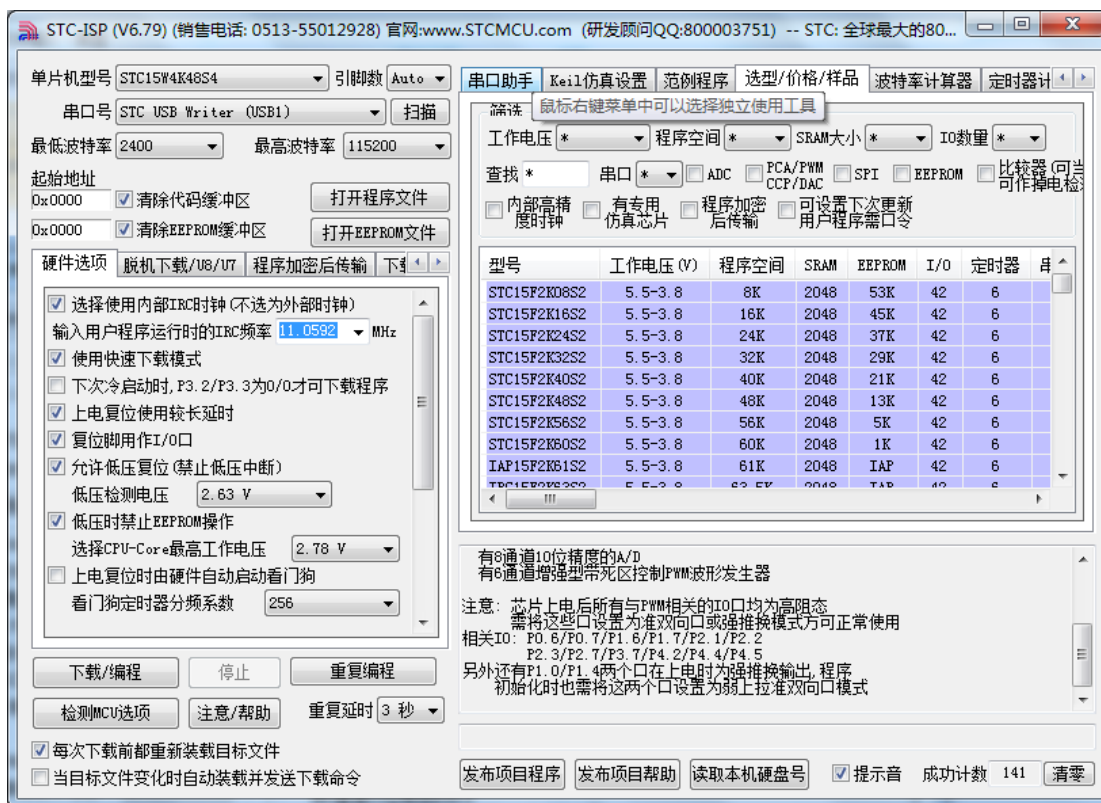 STC-ISP (V6.79) (销售电话: 0513-55012928) 官网:www.STCMCU.com (研发顾问QQ:800003751) -- STC: 全球最大的80...
单片机型号 STC15W4K48S4 引脚数 Auto
串口号 STC USB Writer (USB1) 扫描
最低波特率 2400 最高波特率 115200
起始地址
0x0000 清除代码缓冲区 打开程序文件
0x0000 清除EEPROM缓冲区 打开EEPROM文件
硬件选项 脱机下载/U8/U7 程序加密后传输
选择使用内部IRC时钟(不选为外部时钟)
输入用户程序运行时的IRC频率 11.0592 MHz
使用快速下载模式
下次冷启动时,P3.2/P3.3为0/0才可下载程序
上电复位使用较长延时
复位脚用作I/O口
允许低压复位(禁止低压中断)
低压检测电压 2.63 V
低压时禁止EEPROM操作
选择CPU-Core最高工作电压 2.78 V
上电复位时由硬件自动启动看门狗
看门狗定时器分频系数 256
下载/编程 停止 重复编程
检测MCU选项 注意/帮助 重复延时 3 秒
每次下载前都重新装载目标文件
当目标文件变化时自动装载并发送下载命令
串口助手 Keil仿真设置 范例程序 选型/价格/样品 波特率计算器 定时器计
筛选 鼠标右键菜单中可以选择独立使用工具
工作电压 * 程序空间 * SRAM大小 * IO数量 *
查找 * 串口 * ADC PCA/PWM CCP/DAC SPI EEPROM 比较器(可当可作掉电检
内部高精度时钟 有专用仿真芯片 程序加密后传输 可设置下次更新用户程序需口令
型号 工作电压(V) 程序空间 SRAM EEPROM I/O 定时器
STC15F2K08S2 5.5-3.8 8K 2048 53K 42 6
STC15F2K16S2 5.5-3.8 16K 2048 45K 42 6
STC15F2K24S2 5.5-3.8 24K 2048 37K 42 6
STC15F2K32S2 5.5-3.8 32K 2048 29K 42 6
STC15F2K40S2 5.5-3.8 40K 2048 21K 42 6
STC15F2K48S2 5.5-3.8 48K 2048 13K 42 6
STC15F2K56S2 5.5-3.8 56K 2048 5K 42 6
STC15F2K60S2 5.5-3.8 60K 2048 1K 42 6
IAP15F2K61S2 5.5-3.8 61K 2048 IAP 42 6
有8通道10位精度的A/D
有6通道增强型带死区控制PWM波形发生器
注意: 芯片上电后所有与PWM相关的IO口均为高阻态
需将这些口设置为准双向口或强推挽模式方可正常使用
相关IO: P0.6/P0.7/P1.6/P1.7/P2.1/P2.2
P2.3/P2.7/P3.7/P4.2/P4.4/P4.5
另外还有P1.0/P1.4两个口在上电时为强推挽输出,程序
初始化时也需将这两个口设置为弱上拉准双向口模式
发布项目程序 发布项目帮助 读取本机硬盘号 提示音 成功计数 141 清零